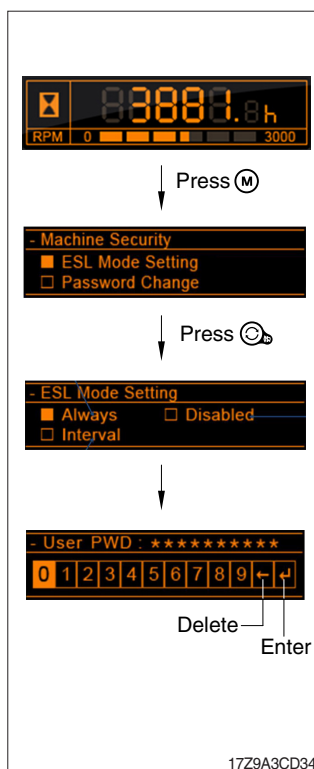 3881. h
RPM 0 3000
Press M
- Machine Security
ESL Mode Setting
Password Change
Press
- ESL Mode Setting
Always Disabled
Interval
- User PWD : **********
0 1 2 3 4 5 6 7 8 9 ← ↵
Delete
Enter
17Z9A3CD34